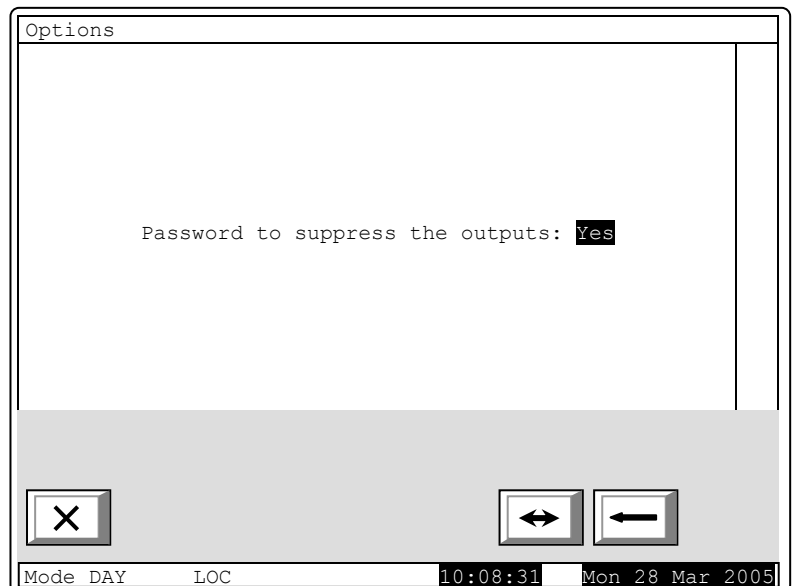 Options
Password to suppress the outputs: Yes
Mode DAY LOC 10:08:31 Mon 28 Mar 2005